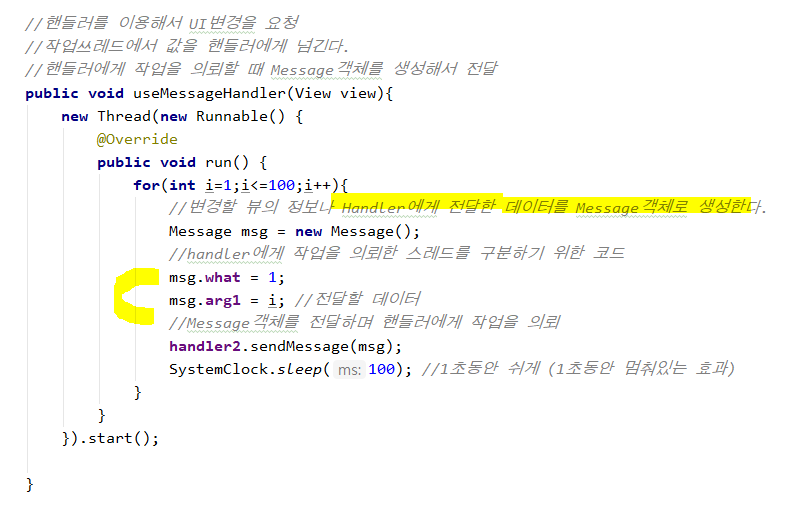 //핸들러를 이용해서 UI변경을 요청
//작업쓰레드에서 값을 핸들러에게 넘긴다.
//핸들러에게 작업을 의뢰할 때 Message객체를 생성해서 전달
public void useMessageHandler(View view){
new Thread(new Runnable() {
@Override
public void run() {
for(int i=1;i<=100;i++){
//변경할 뷰의 정보나 Handler에게 전달한 데이터를 Message객체로 생성한다.
Message msg = new Message();
//handler에게 작업을 의뢰한 스레드를 구분하기 위한 코드
msg.what = 1;
msg.arg1 = i; //전달할 데이터
//Message객체를 전달하며 핸들러에게 작업을 의뢰
handler2.sendMessage(msg);
SystemClock.sleep( ms: 100); //1초동안 쉬게 (1초동안 멈춰있는 효과)
}
}
}).start();
}